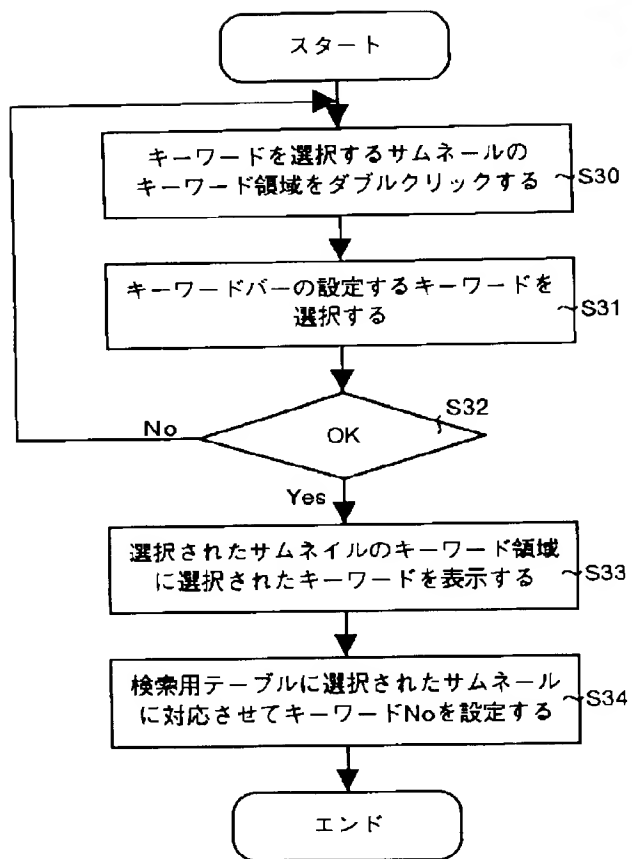 スタート
キーワードを選択するサムネールの
キーワード領域をダブルクリックする
S30
キーワードバーの設定するキーワードを
選択する
S31
OK
S32
No
Yes
選択されたサムネイルのキーワード領域
に選択されたキーワードを表示する
S33
検索用テーブルに選択されたサムネール
に対応させてキーワードNoを設定する
S34
エンド